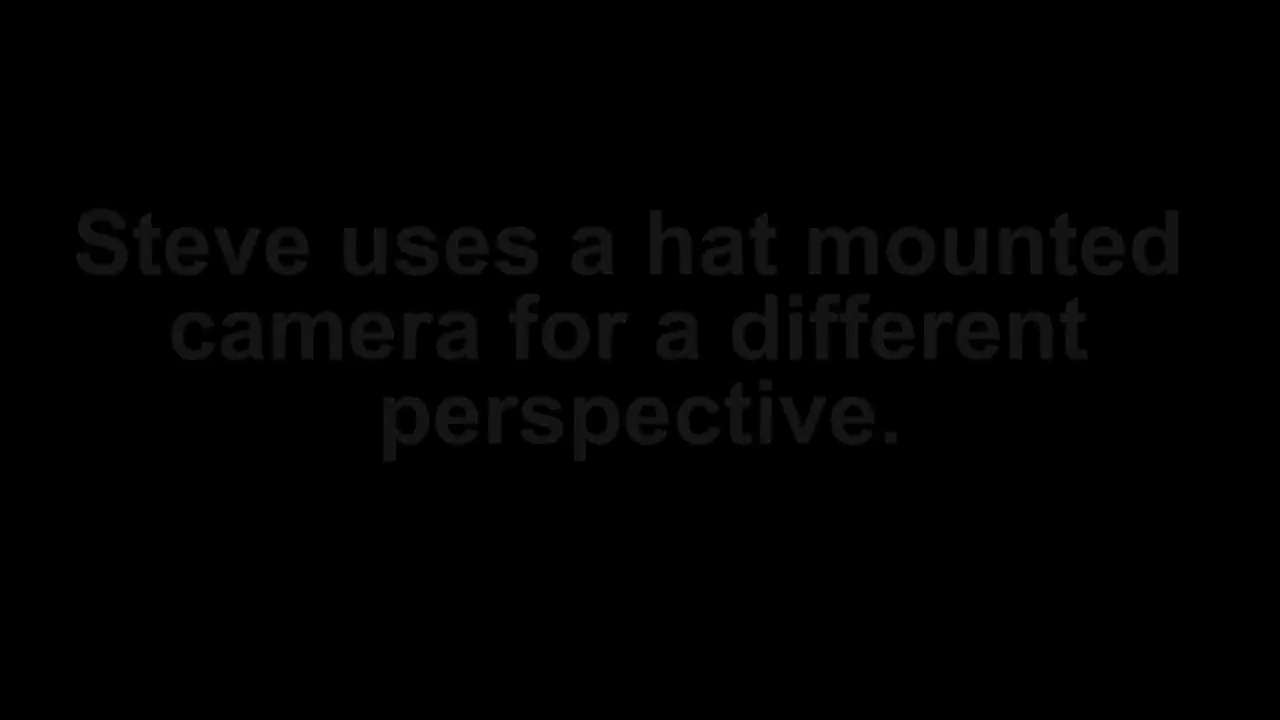 Steve uses a hat mounted
camera for a different
perspective.